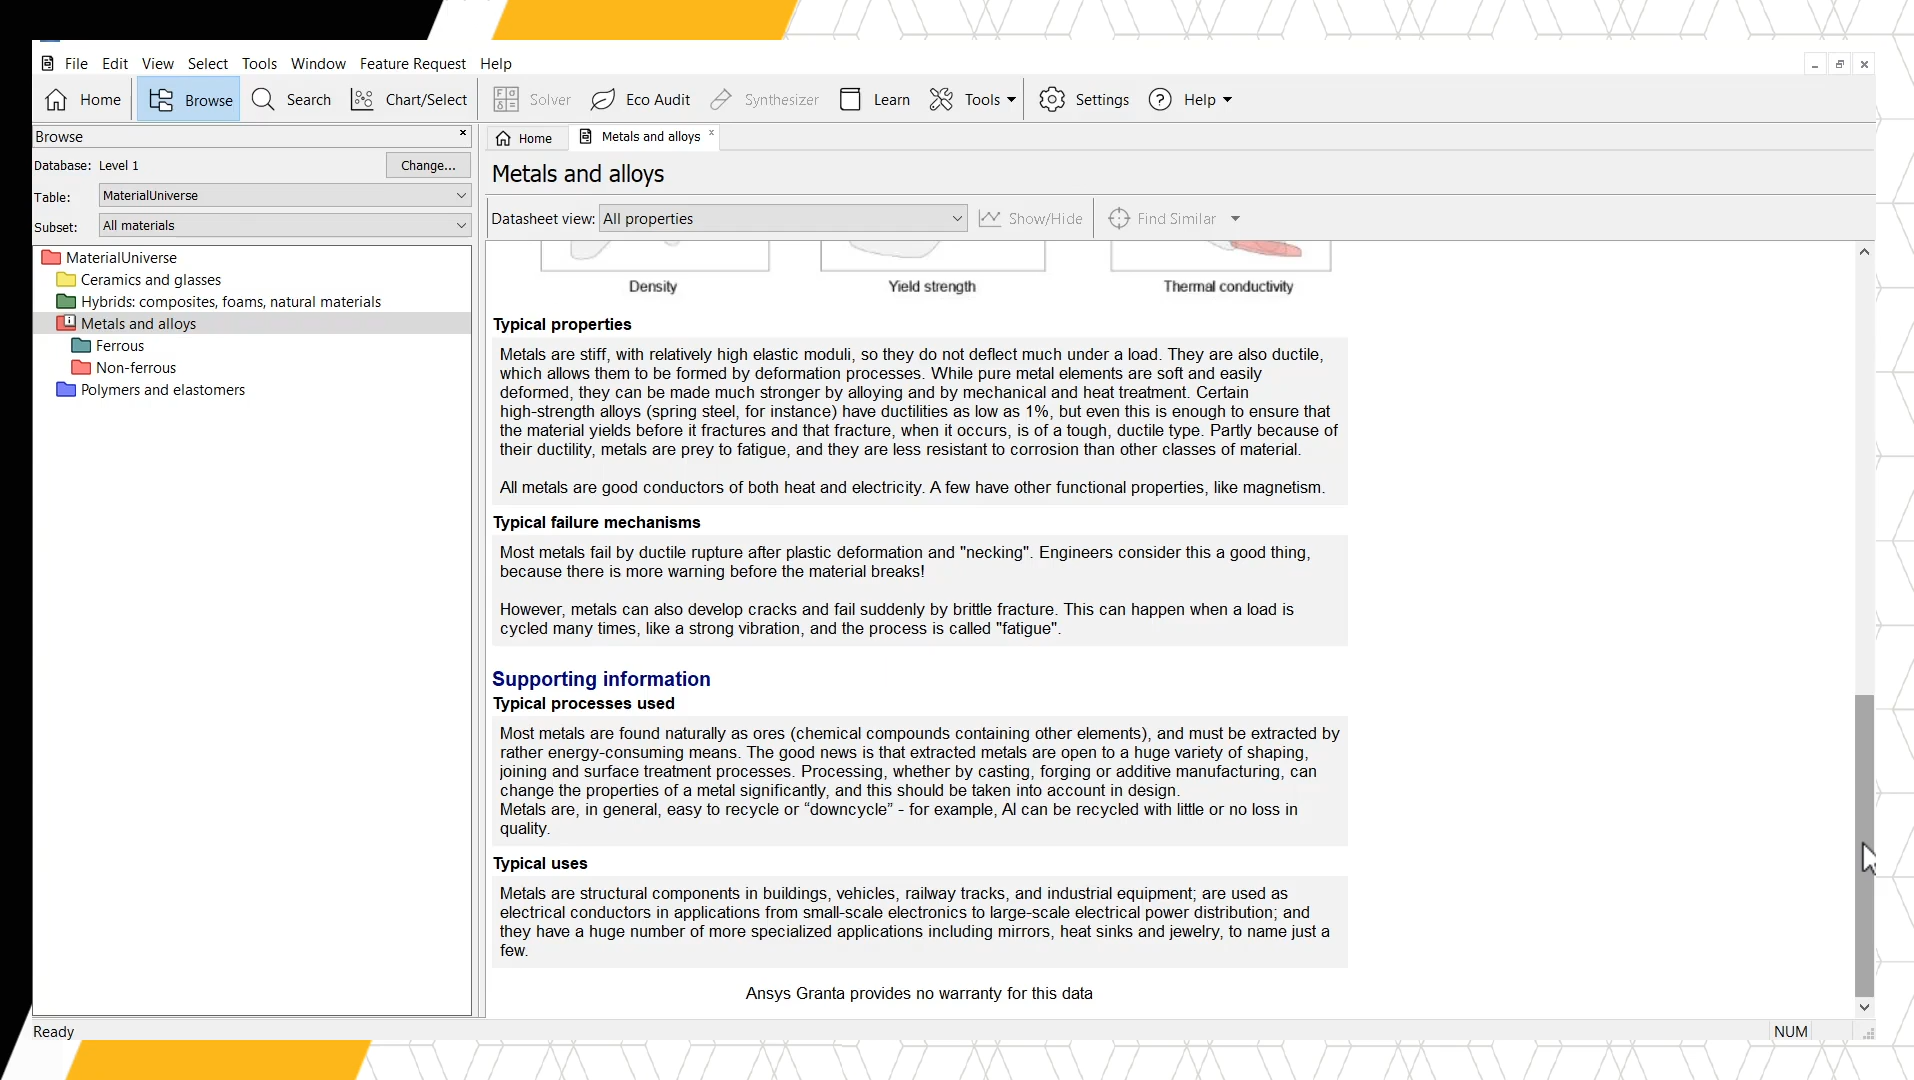 File Edit View Select Tools Window Feature Request Help
Home Browse Search Chart/Select Solver Eco Audit Synthesizer Learn Tools Settings Help
Browse
Database: Level 1 Change...
Table: MaterialUniverse
Subset: All materials
MaterialUniverse
Ceramics and glasses
Hybrids: composites, foams, natural materials
Metals and alloys
Ferrous
Non-ferrous
Polymers and elastomers
Home Metals and alloys
Metals and alloys
Datasheet view: All properties Show/Hide Find Similar
Density Yield strength Thermal conductivity
Typical properties
Metals are stiff, with relatively high elastic moduli, so they do not deflect much under a load. They are also ductile,
which allows them to be formed by deformation processes. While pure metal elements are soft and easily
deformed, they can be made much stronger by alloying and by mechanical and heat treatment. Certain
high-strength alloys (spring steel, for instance) have ductilities as low as 1%, but even this is enough to ensure that
the material yields before it fractures and that fracture, when it occurs, is of a tough, ductile type. Partly because of
their ductility, metals are prey to fatigue, and they are less resistant to corrosion than other classes of material.
All metals are good conductors of both heat and electricity. A few have other functional properties, like magnetism.
Typical failure mechanisms
Most metals fail by ductile rupture after plastic deformation and "necking". Engineers consider this a good thing,
because there is more warning before the material breaks!
However, metals can also develop cracks and fail suddenly by brittle fracture. This can happen when a load is
cycled many times, like a strong vibration, and the process is called "fatigue".
Supporting information
Typical processes used
Most metals are found naturally as ores (chemical compounds containing other elements), and must be extracted by
rather energy-consuming means. The good news is that extracted metals are open to a huge variety of shaping,
joining and surface treatment processes. Processing, whether by casting, forging or additive manufacturing, can
change the properties of a metal significantly, and this should be taken into account in design.
Metals are, in general, easy to recycle or “downcycle” - for example, Al can be recycled with little or no loss in
quality.
Typical uses
Metals are structural components in buildings, vehicles, railway tracks, and industrial equipment; are used as
electrical conductors in applications from small-scale electronics to large-scale electrical power distribution; and
they have a huge number of more specialized applications including mirrors, heat sinks and jewelry, to name just a
few.
Ansys Granta provides no warranty for this data
Ready NUM